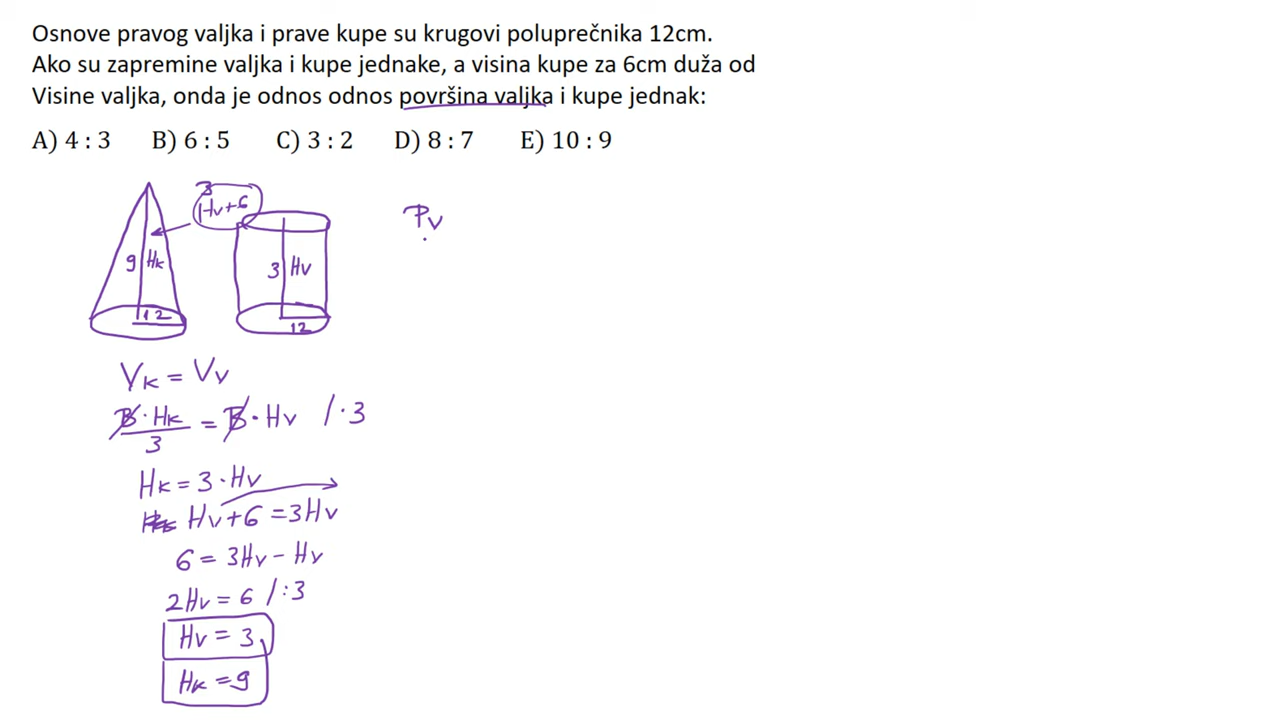 Osnove pravog valjka i prave kupe su krugovi poluprečnika 12cm.
Ako su zapremine valjka i kupe jednake, a visina kupe za 6cm duža od
Visine valjka, onda je odnos odnos površina valjka i kupe jednak:
A) 4 : 3 B) 6 : 5 C) 3 : 2 D) 8 : 7 E) 10 : 9
3
Hv+6
Pv
9 Hk
3 Hv
12
12
Vk = Vv
B · Hk / 3 = B · Hv / · 3
Hk = 3 · Hv
Hv+6 = 3Hv
6 = 3Hv - Hv
2Hv = 6 / : 3
Hv = 3
Hk = 9